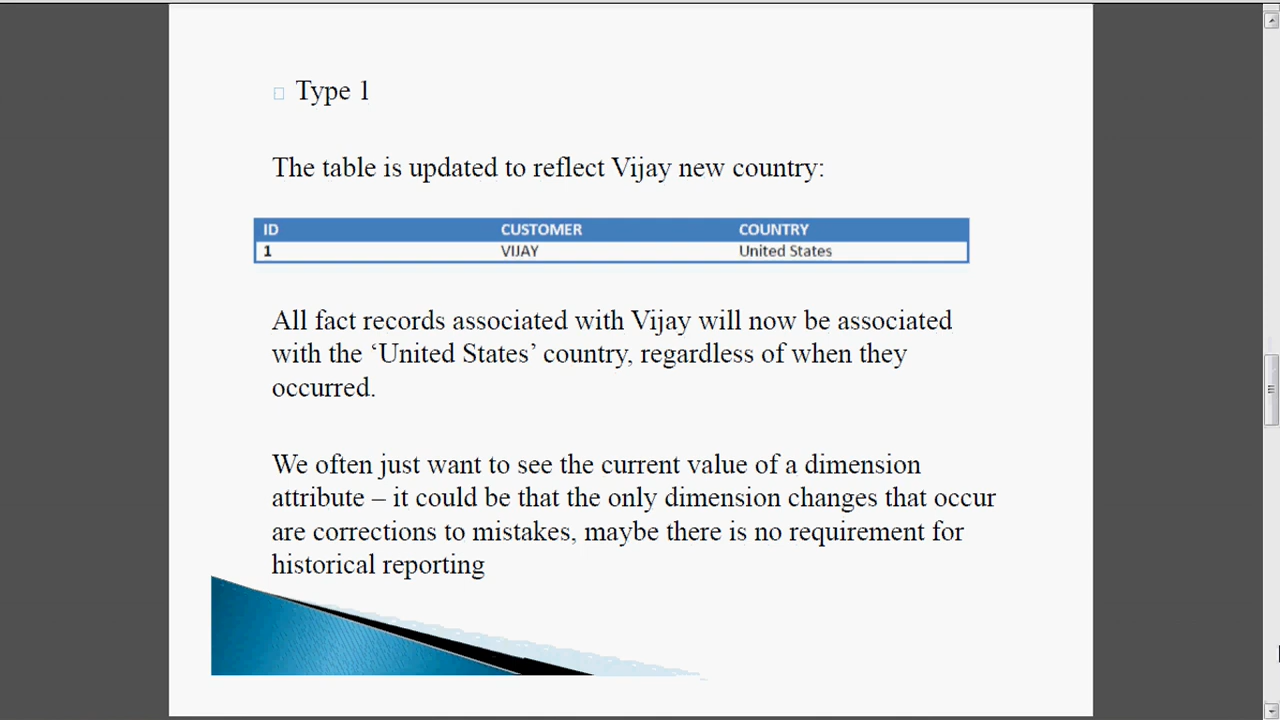 Type 1
The table is updated to reflect Vijay new country:
ID CUSTOMER COUNTRY
1 VIJAY United States
All fact records associated with Vijay will now be associated
with the ‘United States’ country, regardless of when they
occurred.
We often just want to see the current value of a dimension
attribute – it could be that the only dimension changes that occur
are corrections to mistakes, maybe there is no requirement for
historical reporting